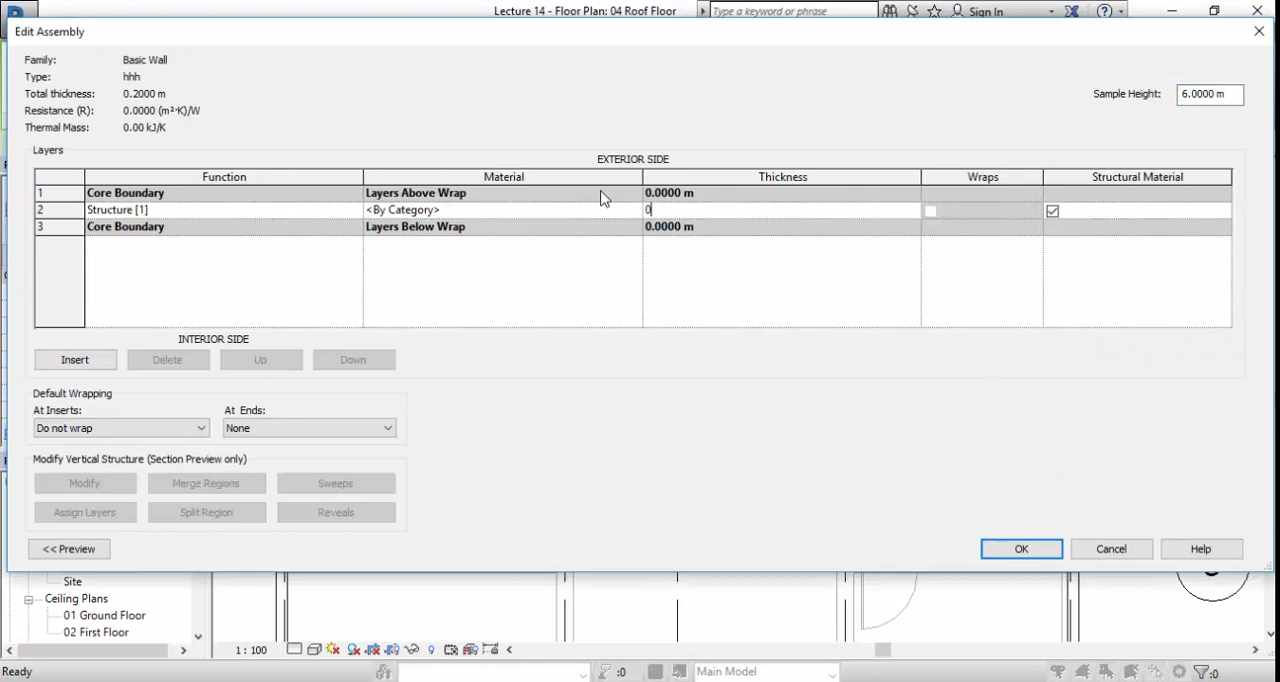 Lecture 14 - Floor Plan: 04 Roof Floor
Type a keyword or phrase
Sign In
Edit Assembly
Family: Basic Wall
Type: hhh
Total thickness: 0.2000 m
Resistance (R): 0.0000 (m²·K)/W
Thermal Mass: 0.00 kJ/K
Sample Height: 6.0000 m
Layers
EXTERIOR SIDE
Function Material Thickness Wraps Structural Material
1 Core Boundary Layers Above Wrap 0.0000 m
2 Structure [1] <By Category> 0
3 Core Boundary Layers Below Wrap 0.0000 m
INTERIOR SIDE
Insert Delete Up Down
Default Wrapping
At Inserts: At Ends:
Do not wrap None
Modify Vertical Structure (Section Preview only)
Modify Merge Regions Sweeps
Assign Layers Split Region Reveals
<< Preview OK Cancel Help
Site
Ceiling Plans
01 Ground Floor
02 First Floor
1 : 100
Ready :0 Main Model :0